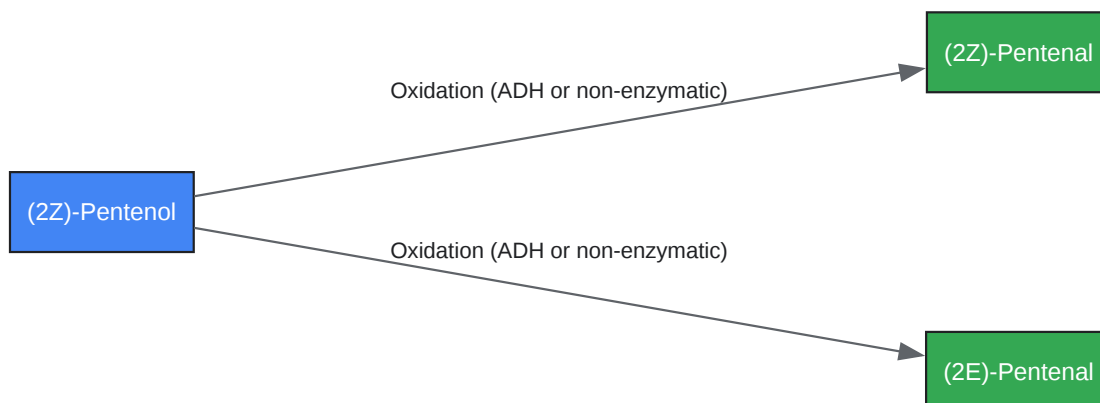 (2Z)-Pentenal
Oxidation (ADH or non-enzymatic)
(2Z)-Pentenol
Oxidation (ADH or non-enzymatic)
(2E)-Pentenal